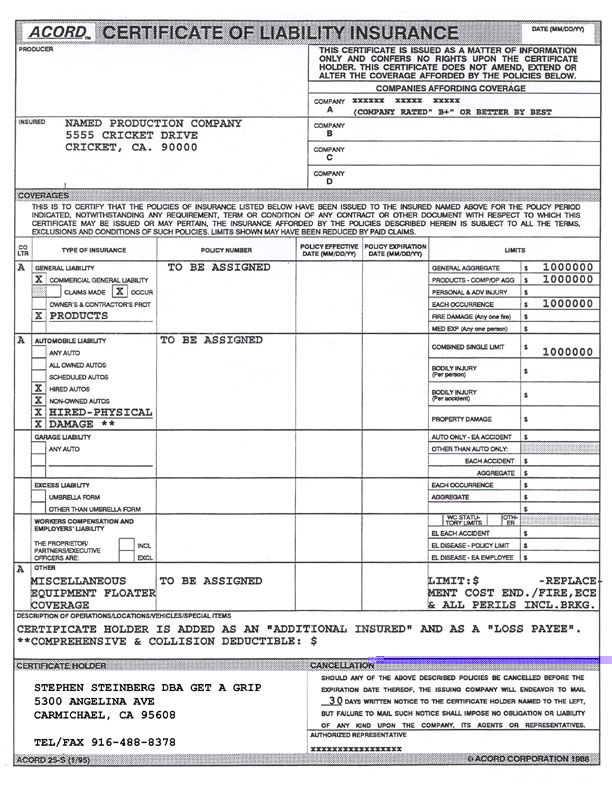 ACORD™ CERTIFICATE OF LIABILITY INSURANCE
DATE (MM/DD/YY)
PRODUCER
THIS CERTIFICATE IS ISSUED AS A MATTER OF INFORMATION
ONLY AND CONFERS NO RIGHTS UPON THE CERTIFICATE
HOLDER. THIS CERTIFICATE DOES NOT AMEND, EXTEND OR
ALTER THE COVERAGE AFFORDED BY THE POLICIES BELOW.
COMPANIES AFFORDING COVERAGE
COMPANY A XXXXXX XXXXX XXXXX
(COMPANY RATED" B+" OR BETTER BY BEST
INSURED
NAMED PRODUCTION COMPANY
5555 CRICKET DRIVE
CRICKET, CA. 90000
COMPANY B
COMPANY C
COMPANY D
COVERAGES
THIS IS TO CERTIFY THAT THE POLICIES OF INSURANCE LISTED BELOW HAVE BEEN ISSUED TO THE INSURED NAMED ABOVE FOR THE POLICY PERIOD
INDICATED, NOTWITHSTANDING ANY REQUIREMENT, TERM OR CONDITION OF ANY CONTRACT OR OTHER DOCUMENT WITH RESPECT TO WHICH THIS
CERTIFICATE MAY BE ISSUED OR MAY PERTAIN, THE INSURANCE AFFORDED BY THE POLICIES DESCRIBED HEREIN IS SUBJECT TO ALL THE TERMS,
EXCLUSIONS AND CONDITIONS OF SUCH POLICIES. LIMITS SHOWN MAY HAVE BEEN REDUCED BY PAID CLAIMS.
CO LTR
TYPE OF INSURANCE
POLICY NUMBER
POLICY EFFECTIVE DATE (MM/DD/YY)
POLICY EXPIRATION DATE (MM/DD/YY)
LIMITS
A GENERAL LIABILITY TO BE ASSIGNED
X COMMERCIAL GENERAL LIABILITY
CLAIMS MADE X OCCUR
OWNER'S & CONTRACTOR'S PROT
X PRODUCTS
GENERAL AGGREGATE $ 1000000
PRODUCTS - COMP/OP AGG $ 1000000
PERSONAL & ADV INJURY $
EACH OCCURRENCE $ 1000000
FIRE DAMAGE (Any one fire) $
MED EXP (Any one person) $
A AUTOMOBILE LIABILITY TO BE ASSIGNED
ANY AUTO
ALL OWNED AUTOS
SCHEDULED AUTOS
X HIRED AUTOS
X NON-OWNED AUTOS
X HIRED-PHYSICAL
X DAMAGE **
COMBINED SINGLE LIMIT $ 1000000
BODILY INJURY (Per person) $
BODILY INJURY (Per accident) $
PROPERTY DAMAGE $
GARAGE LIABILITY
ANY AUTO
AUTO ONLY - EA ACCIDENT $
OTHER THAN AUTO ONLY:
EACH ACCIDENT $
AGGREGATE $
EXCESS LIABILITY
UMBRELLA FORM
OTHER THAN UMBRELLA FORM
EACH OCCURRENCE $
AGGREGATE $
$
WORKERS COMPENSATION AND
EMPLOYERS' LIABILITY
THE PROPRIETOR/
PARTNERS/EXECUTIVE
OFFICERS ARE:
INCL
EXCL
WC STATU-TORY LIMITS
OTH-ER
EL EACH ACCIDENT $
EL DISEASE - POLICY LIMIT $
EL DISEASE - EA EMPLOYEE $
A OTHER
MISCELLANEOUS TO BE ASSIGNED
EQUIPMENT FLOATER
COVERAGE
LIMIT:$ -REPLACE-
MENT COST END./FIRE,ECE
& ALL PERILS INCL.BRKG.
DESCRIPTION OF OPERATIONS/LOCATIONS/VEHICLES/SPECIAL ITEMS
CERTIFICATE HOLDER IS ADDED AS AN "ADDITIONAL INSURED" AND AS A "LOSS PAYEE".
**COMPREHENSIVE & COLLISION DEDUCTIBLE: $
CERTIFICATE HOLDER
STEPHEN STEINBERG DBA GET A GRIP
5300 ANGELINA AVE
CARMICHAEL, CA 95608
TEL/FAX 916-488-8378
CANCELLATION
SHOULD ANY OF THE ABOVE DESCRIBED POLICIES BE CANCELLED BEFORE THE
EXPIRATION DATE THEREOF, THE ISSUING COMPANY WILL ENDEAVOR TO MAIL
30 DAYS WRITTEN NOTICE TO THE CERTIFICATE HOLDER NAMED TO THE LEFT,
BUT FAILURE TO MAIL SUCH NOTICE SHALL IMPOSE NO OBLIGATION OR LIABILITY
OF ANY KIND UPON THE COMPANY, ITS AGENTS OR REPRESENTATIVES.
AUTHORIZED REPRESENTATIVE
XXXXXXXXXXXXXXXXX
ACORD 25-S (1/95)
© ACORD CORPORATION 1988